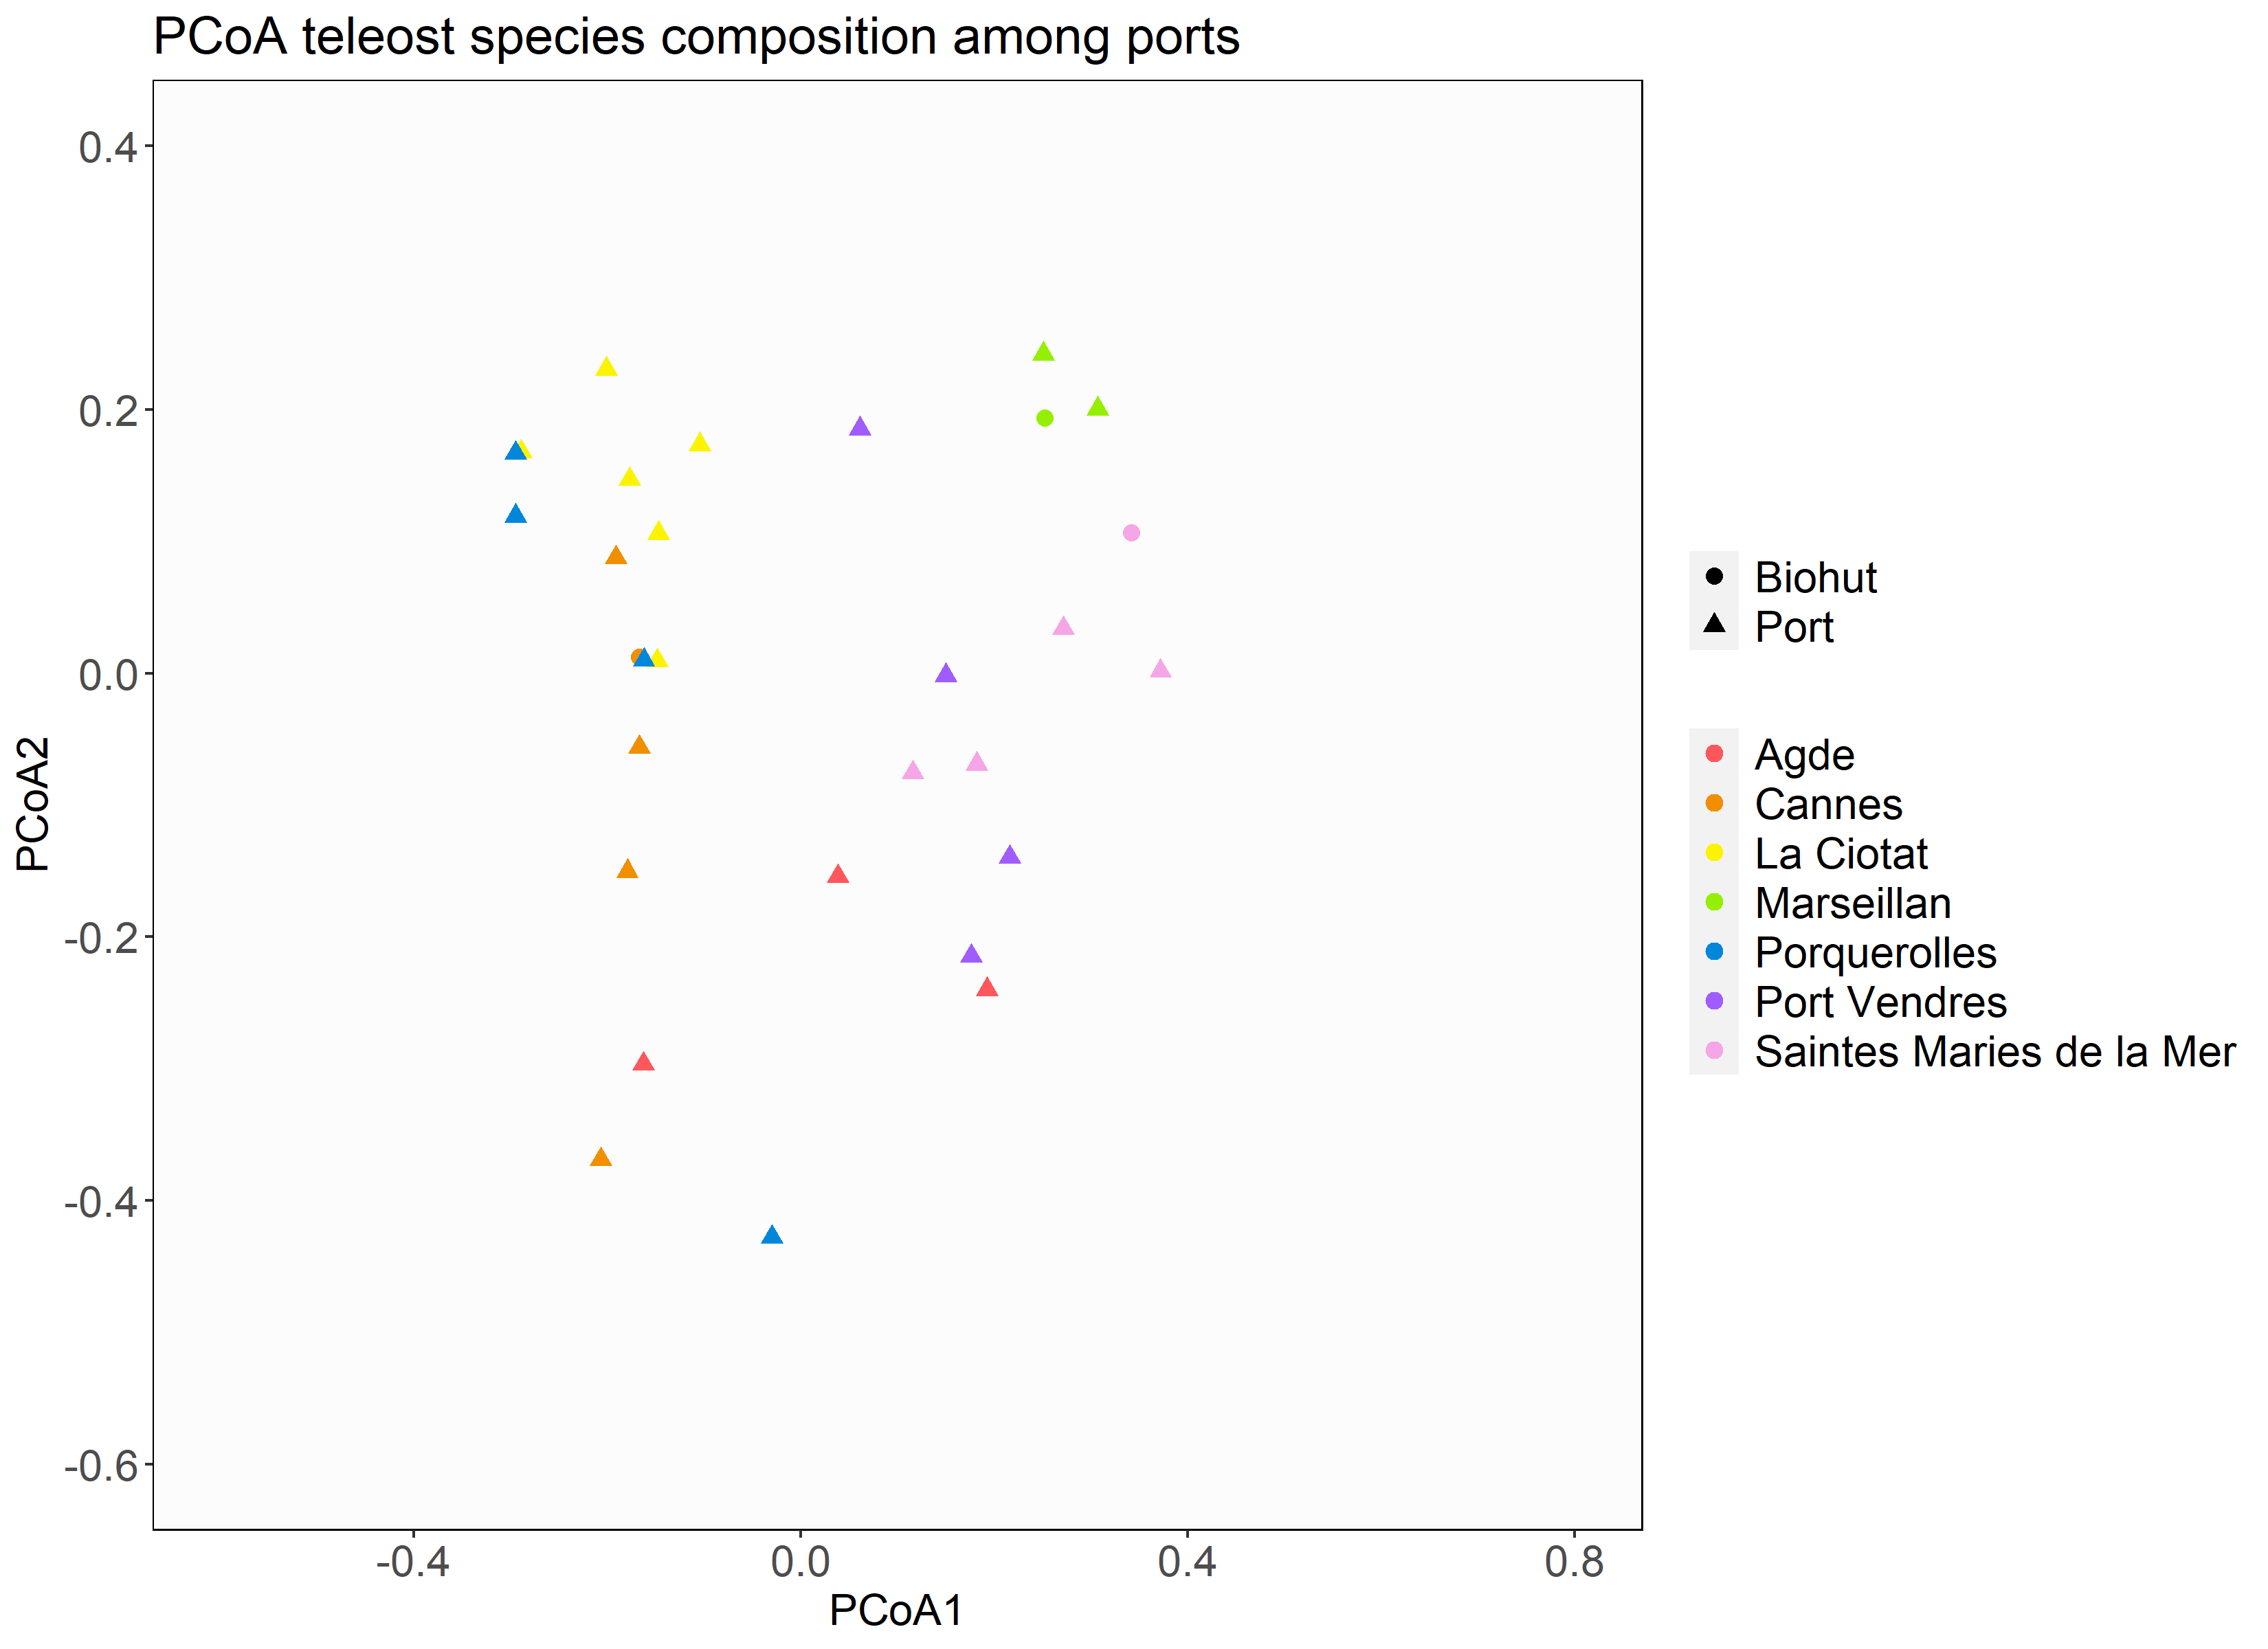 PCoA teleost species composition among ports
0.4
0.2
0.0
-0.2
-0.4
-0.6
PCoA2
-0.4
0.0
0.4
0.8
PCoA1
Biohut
Port
Agde
Cannes
La Ciotat
Marseillan
Porquerolles
Port Vendres
Saintes Maries de la Mer